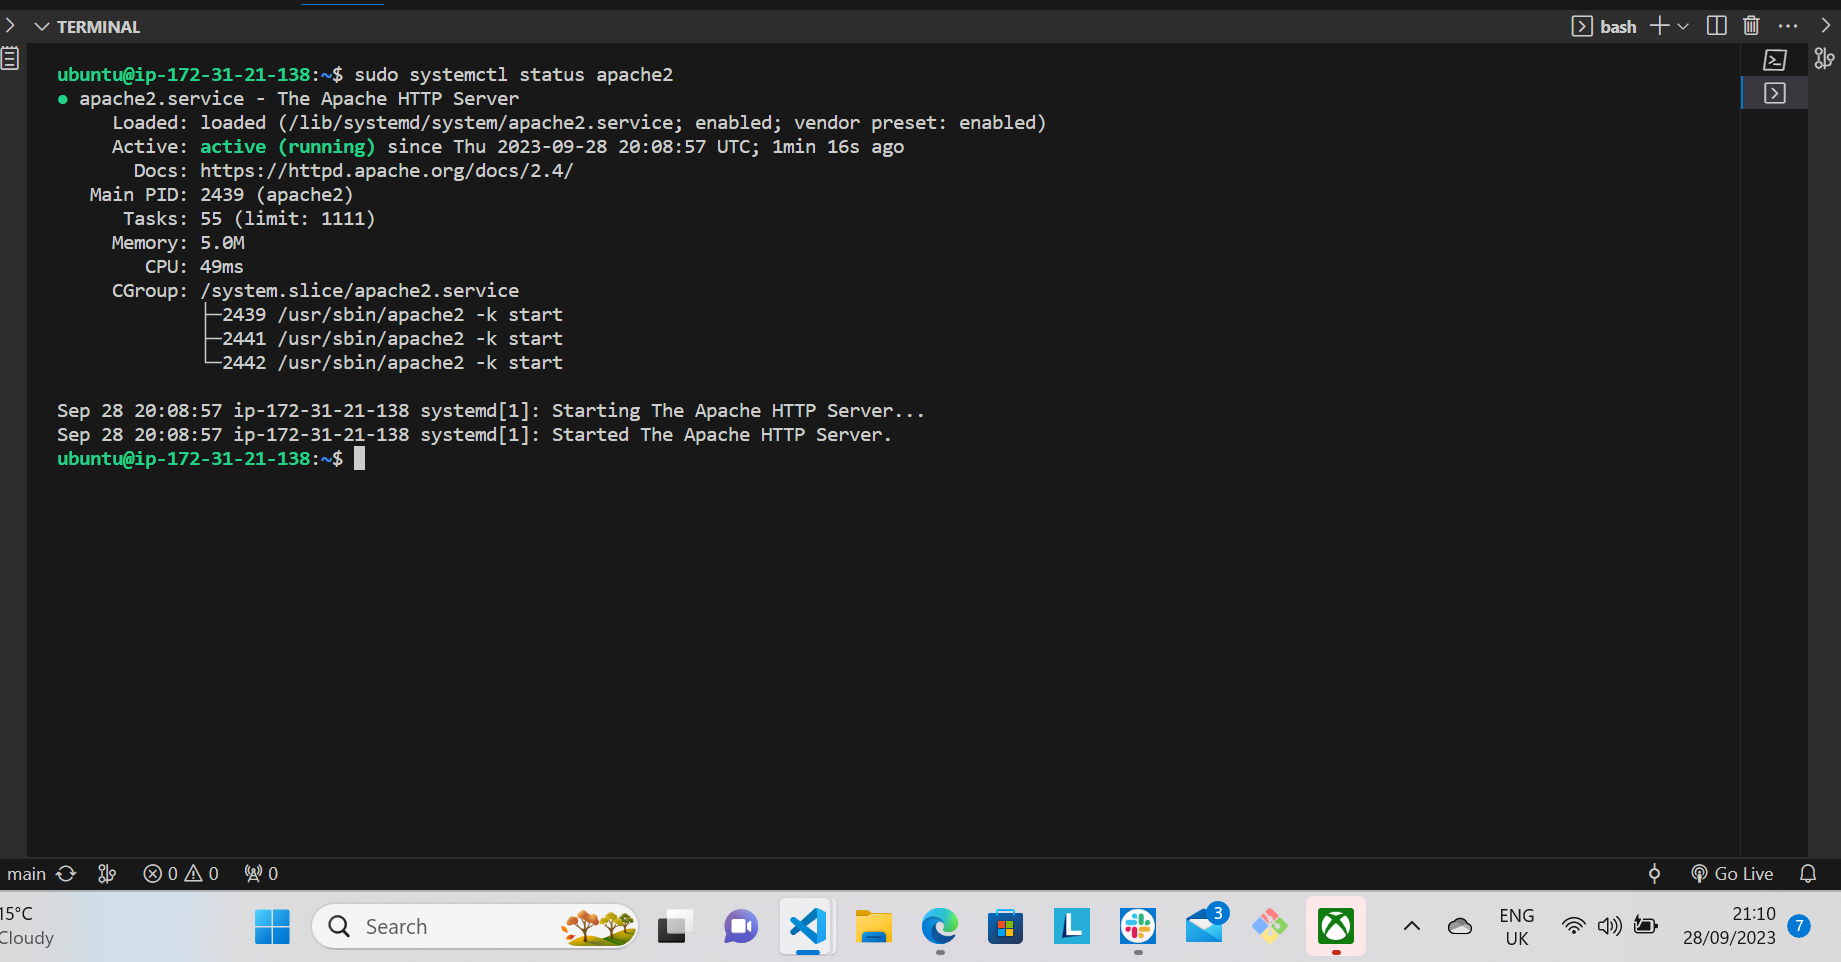 TERMINAL
bash
ubuntu@ip-172-31-21-138:~$ sudo systemctl status apache2
● apache2.service - The Apache HTTP Server
Loaded: loaded (/lib/systemd/system/apache2.service; enabled; vendor preset: enabled)
Active: active (running) since Thu 2023-09-28 20:08:57 UTC; 1min 16s ago
Docs: https://httpd.apache.org/docs/2.4/
Main PID: 2439 (apache2)
Tasks: 55 (limit: 1111)
Memory: 5.0M
CPU: 49ms
CGroup: /system.slice/apache2.service
├─2439 /usr/sbin/apache2 -k start
├─2441 /usr/sbin/apache2 -k start
└─2442 /usr/sbin/apache2 -k start
Sep 28 20:08:57 ip-172-31-21-138 systemd[1]: Starting The Apache HTTP Server...
Sep 28 20:08:57 ip-172-31-21-138 systemd[1]: Started The Apache HTTP Server.
ubuntu@ip-172-31-21-138:~$
main 0 0 0 Go Live
15°C
Cloudy
Search
L
3
ENG
UK
21:10
28/09/2023
7